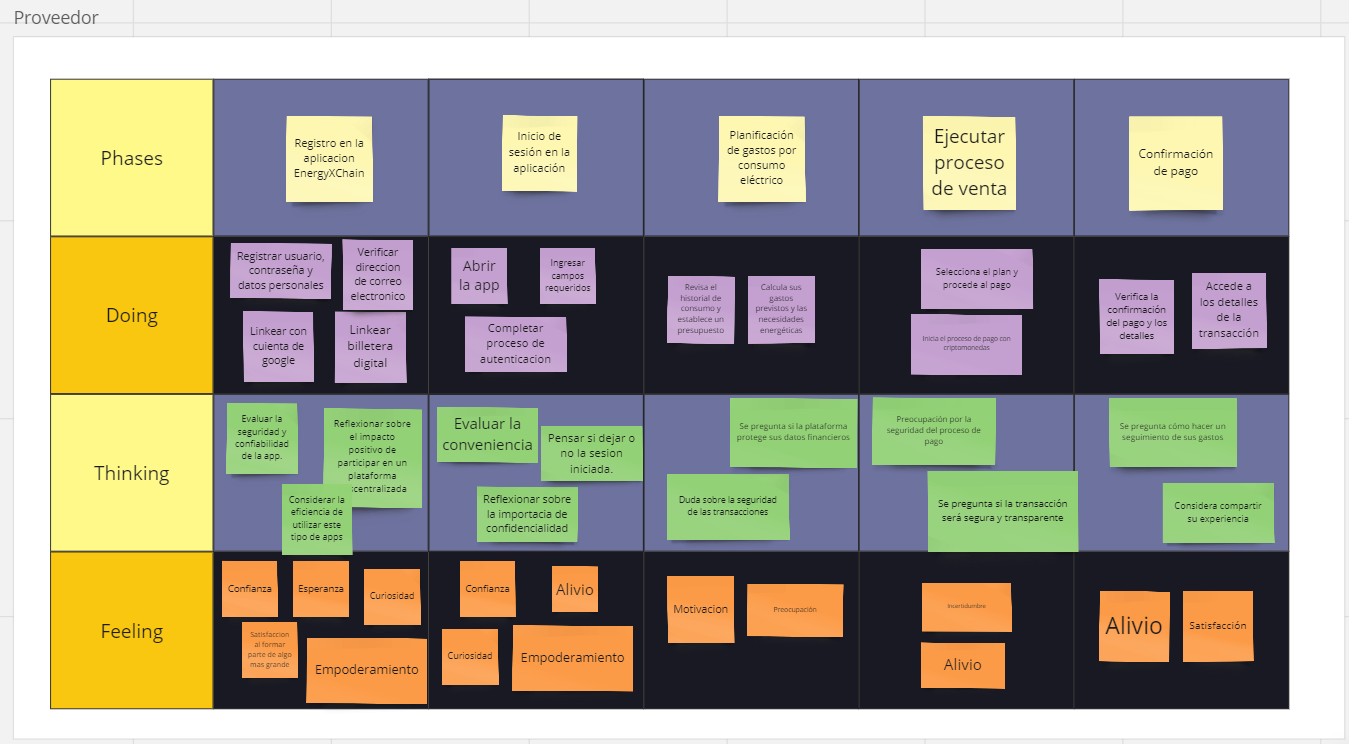 Proveedor
Phases
Registro en la
aplicacion
EnergyXChain
Inicio de
sesión en la
aplicación
Planificación
de gastos por
consumo
eléctrico
Ejecutar
proceso
de venta
Confirmación
de pago
Doing
Registrar usuario,
contraseña y
datos personales
Verificar
direccion
de correo
electronico
Linkear con
cuienta de
google
Linkear
billetera
digital
Abrir
la app
Ingresar
campos
requeridos
Completar
proceso de
autenticacion
Revisa el
historial de
consumo y
establece un
presupuesto
Calcula sus
gastos
previstos y las
necesidades
energéticas
Selecciona el plan y
procede al pago
Inicia el proceso de pago con
criptomonedas
Verifica la
confirmación
del pago y los
detalles
Accede a
los detalles
de la
transacción
Thinking
Evaluar la
seguridad y
confiabilidad
de la app.
Reflexionar sobre
el impacto
positivo de
participar en un
plataforma
scentralizada
Considerar la
eficiencia de
utilizar este
tipo de apps
Evaluar la
conveniencia
Pensar si dejar o
no la sesion
iniciada.
Reflexionar sobre
la importacia de
confidencialidad
Se pregunta si la plataforma
protege sus datos financieros
Duda sobre la seguridad
de las transacciones
Preocupación por la
seguridad del proceso de
pago
Se pregunta si la transacción
será segura y transparente
Se pregunta cómo hacer un
seguimiento de sus gastos
Considera compartir
su experiencia
Feeling
Confianza
Esperanza
Curiosidad
Satisfaccion
al formar
parte de algo
mas grande
Empoderamiento
Confianza
Alivio
Curiosidad
Empoderamiento
Motivacion
Preocupación
Incertidumbre
Alivio
Alivio
Satisfacción